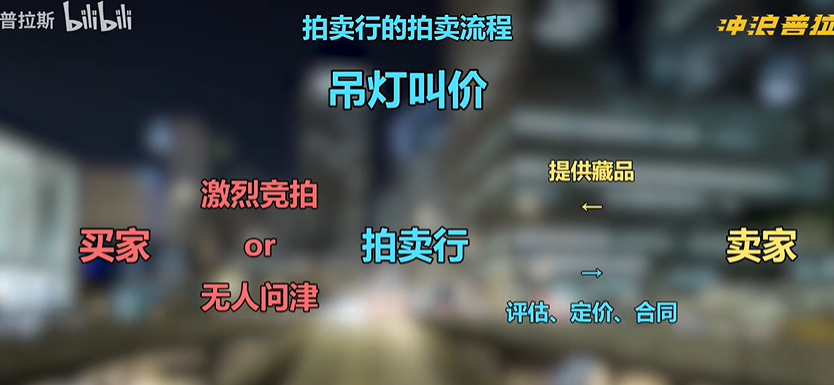 普拉斯 bilibili
拍卖行的拍卖流程
冲浪普拉
吊灯叫价
提供藏品
←
激烈竞拍
买家
or
拍卖行
卖家
→
无人问津
评估、定价、合同